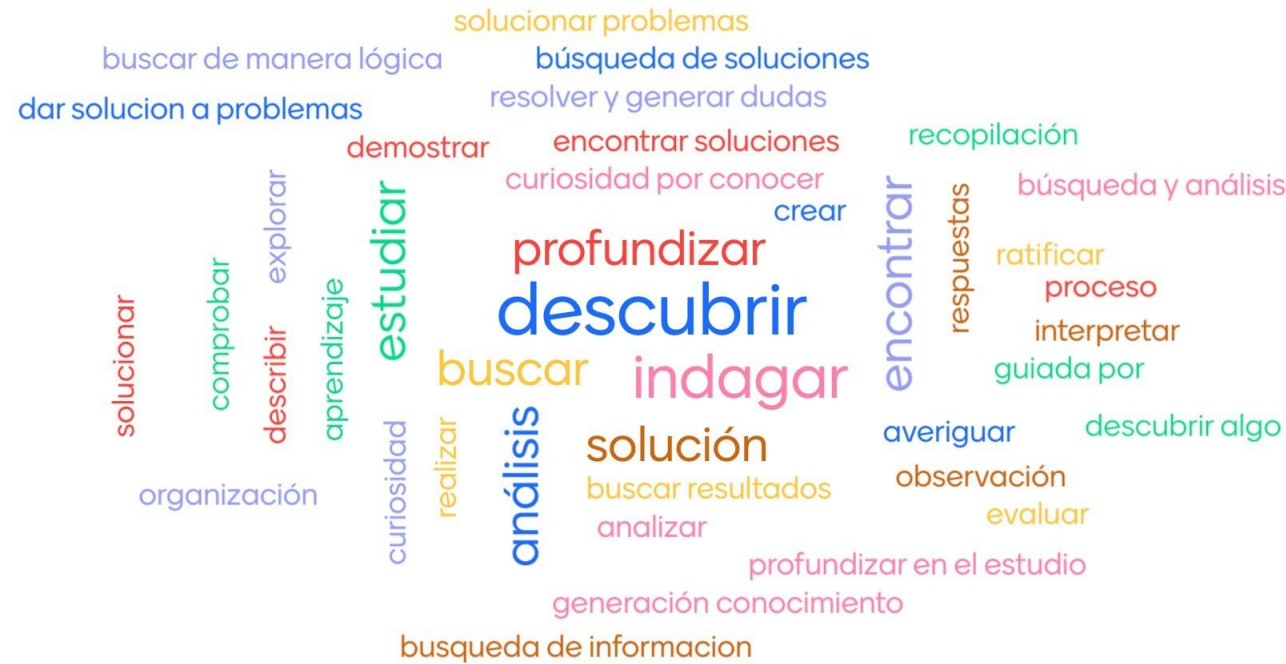 solucionar problemas
buscar de manera lógica
búsqueda de soluciones
dar solucion a problemas
resolver y generar dudas
demostrar
encontrar soluciones
recopilación
curiosidad por conocer
búsqueda y análisis
crear
explorar
estudiar
encontrar
respuestas
profundizar
ratificar
proceso
descubrir
interpretar
solucionar
comprobar
describir
aprendizaje
buscar
indagar
guiada por
averiguar
descubrir algo
solución
curiosidad
realizar
análisis
observación
organización
buscar resultados
evaluar
analizar
profundizar en el estudio
generación conocimiento
busqueda de informacion